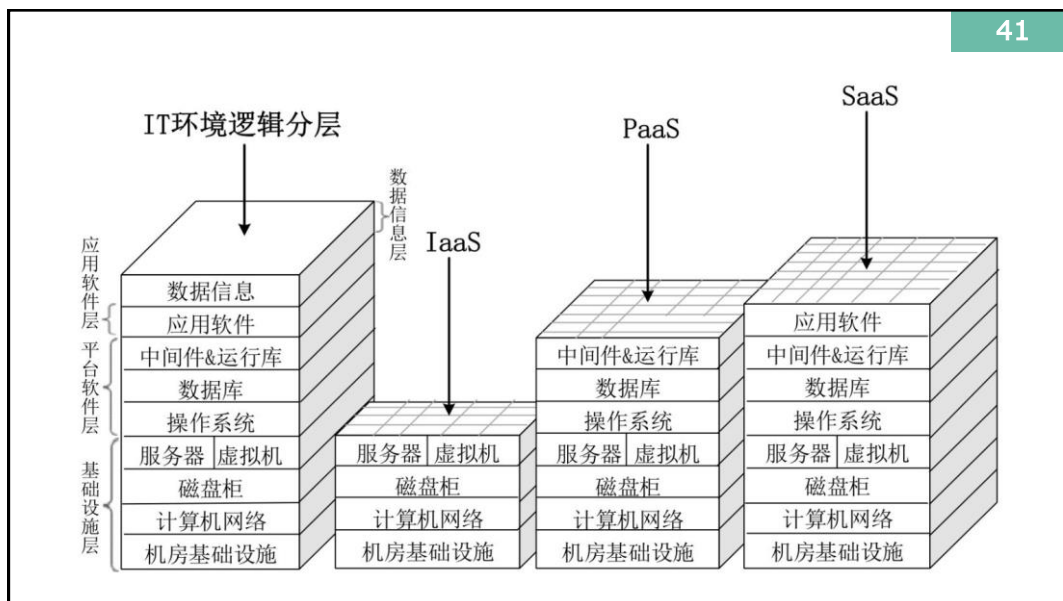 41
IT环境逻辑分层
数据信息层
应用软件层
平台软件层
基础设施层
数据信息
应用软件
中间件&运行库
数据库
操作系统
服务器 虚拟机
磁盘柜
计算机网络
机房基础设施
IaaS
服务器 虚拟机
磁盘柜
计算机网络
机房基础设施
PaaS
中间件&运行库
数据库
操作系统
服务器 虚拟机
磁盘柜
计算机网络
机房基础设施
SaaS
应用软件
中间件&运行库
数据库
操作系统
服务器 虚拟机
磁盘柜
计算机网络
机房基础设施